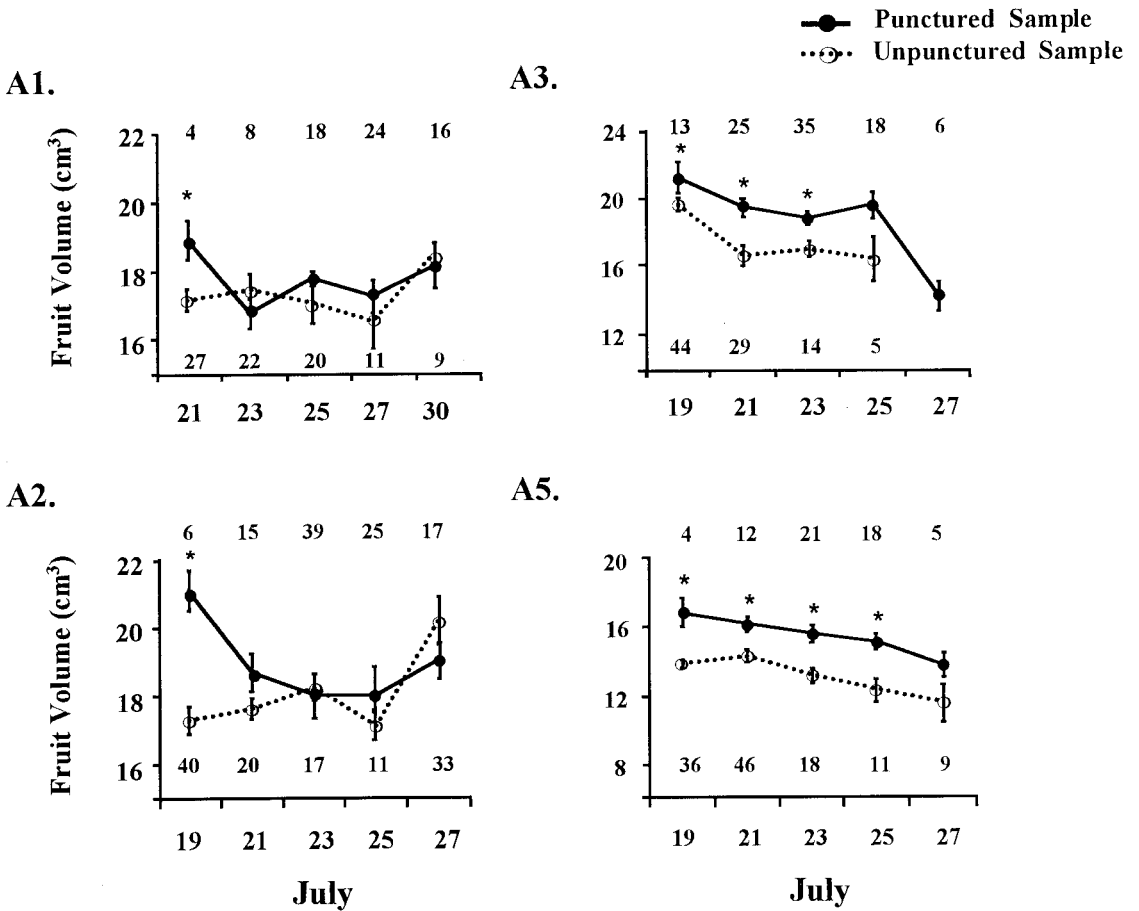 Punctured Sample
Unpunctured Sample
A1.
Fruit Volume (cm³)
4 8 18 24 16
22
20
18
16
*
27 22 20 11 9
21 23 25 27 30
A3.
13 25 35 18 6
24
20
16
12
* * *
44 29 14 5
19 21 23 25 27
A2.
Fruit Volume (cm³)
6 15 39 25 17
22
20
18
16
*
40 20 17 11 33
19 21 23 25 27
July
A5.
4 12 21 18 5
20
16
12
8
* * * *
36 46 18 11 9
19 21 23 25 27
July